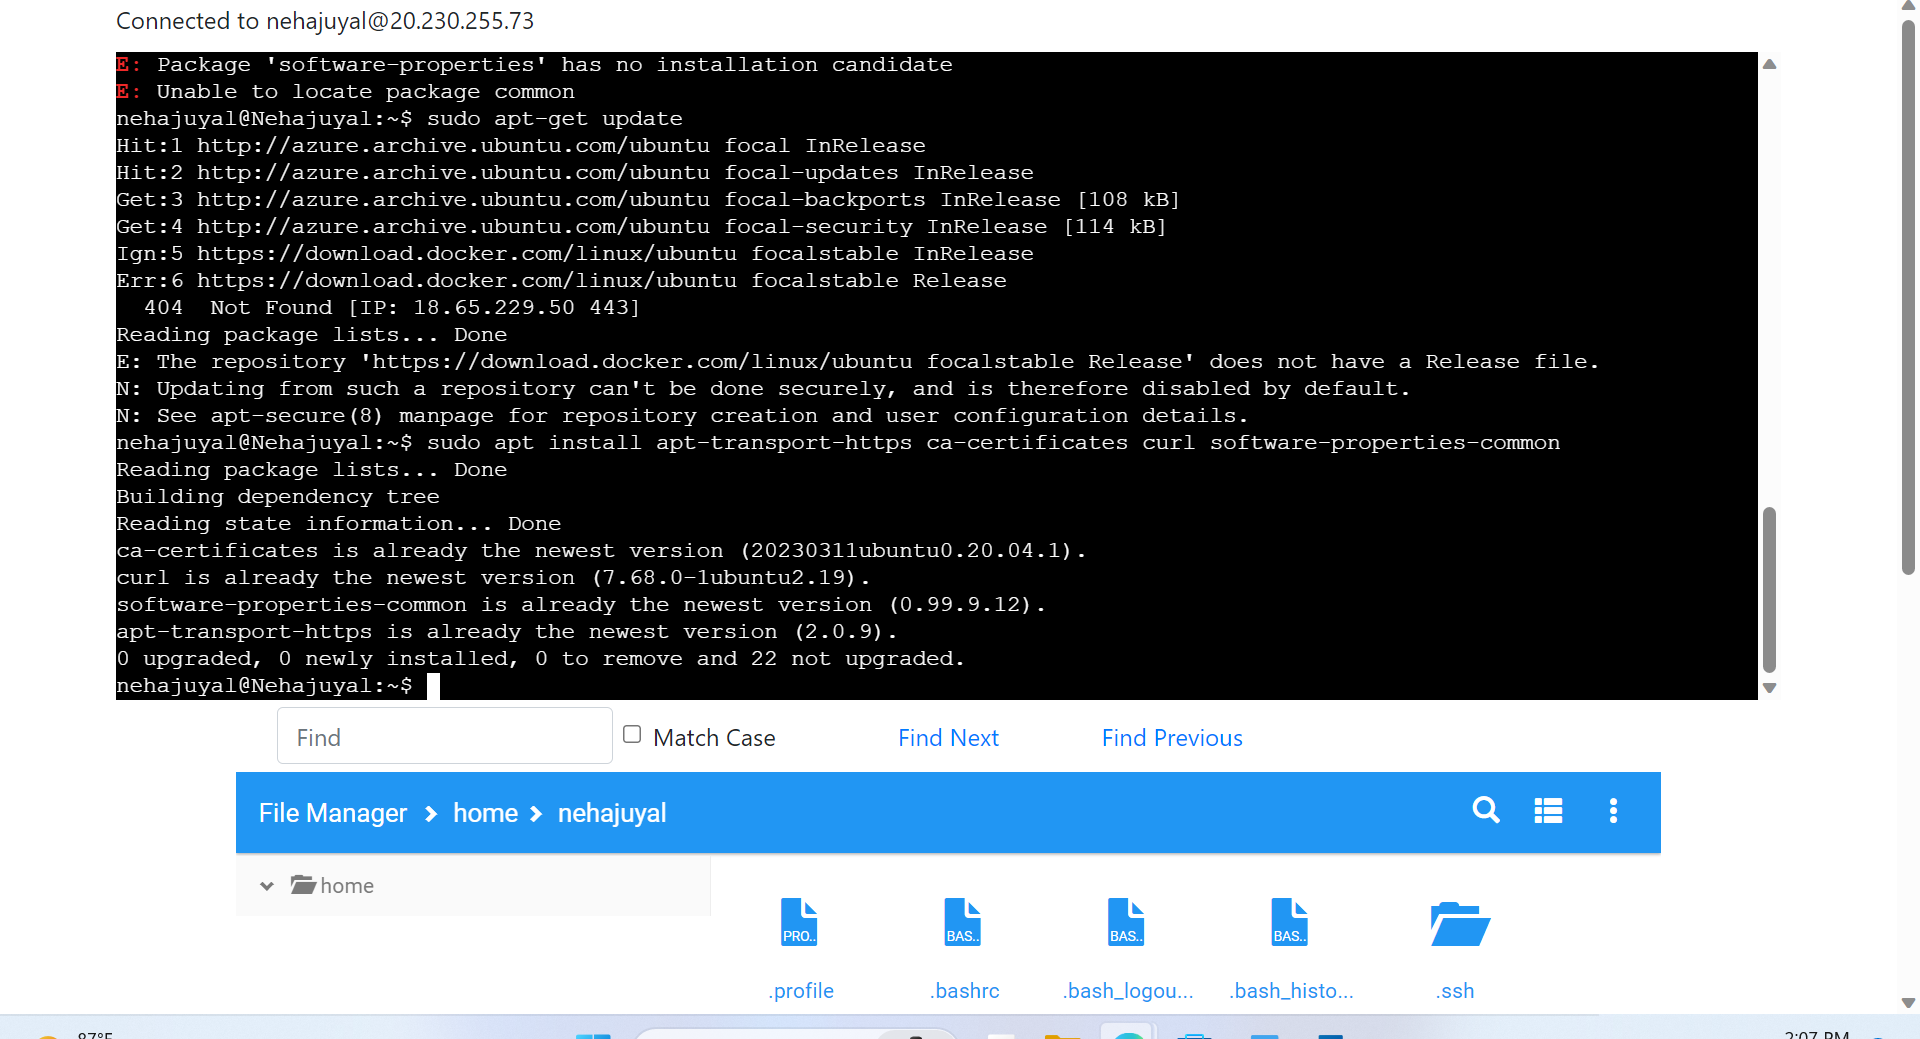 Connected to nehajuyal@20.230.255.73
E: Package 'software-properties' has no installation candidate
E: Unable to locate package common
nehajuyal@Nehajuyal:~$ sudo apt-get update
Hit:1 http://azure.archive.ubuntu.com/ubuntu focal InRelease
Hit:2 http://azure.archive.ubuntu.com/ubuntu focal-updates InRelease
Get:3 http://azure.archive.ubuntu.com/ubuntu focal-backports InRelease [108 kB]
Get:4 http://azure.archive.ubuntu.com/ubuntu focal-security InRelease [114 kB]
Ign:5 https://download.docker.com/linux/ubuntu focalstable InRelease
Err:6 https://download.docker.com/linux/ubuntu focalstable Release
  404  Not Found [IP: 18.65.229.50 443]
Reading package lists... Done
E: The repository 'https://download.docker.com/linux/ubuntu focalstable Release' does not have a Release file.
N: Updating from such a repository can't be done securely, and is therefore disabled by default.
N: See apt-secure(8) manpage for repository creation and user configuration details.
nehajuyal@Nehajuyal:~$ sudo apt install apt-transport-https ca-certificates curl software-properties-common
Reading package lists... Done
Building dependency tree
Reading state information... Done
ca-certificates is already the newest version (20230311ubuntu0.20.04.1).
curl is already the newest version (7.68.0-1ubuntu2.19).
software-properties-common is already the newest version (0.99.9.12).
apt-transport-https is already the newest version (2.0.9).
0 upgraded, 0 newly installed, 0 to remove and 22 not upgraded.
nehajuyal@Nehajuyal:~$
Find Match Case Find Next Find Previous
File Manager home nehajuyal
home
PRO.. BAS.. BAS.. BAS..
.profile .bashrc .bash_logou... .bash_histo... .ssh
87°F 2:07 PM